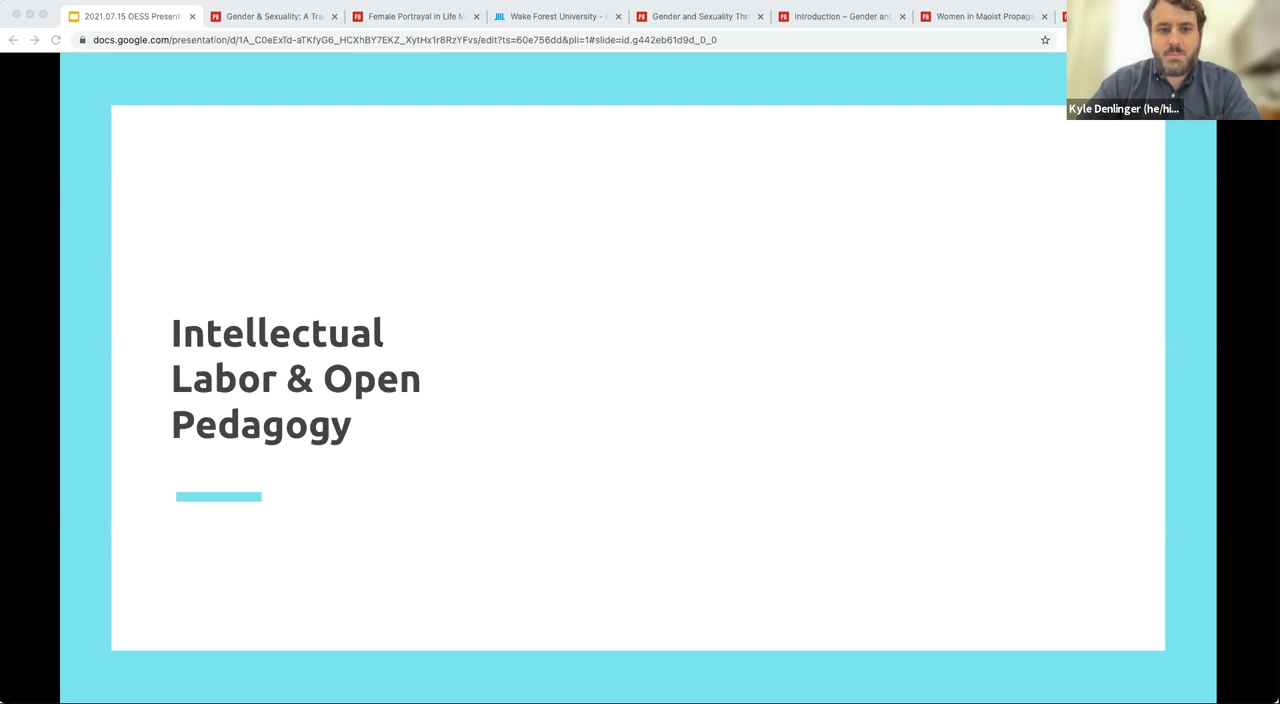 2021.07.15 OESS Present
Gender & Sexuality: A Tra
Female Portrayal in Life M
Wake Forest University - 
Gender and Sexuality Thr
Introduction – Gender and
Women in Maoist Propaga
docs.google.com/presentation/d/1A_C0eExTd-aTKfyG6_HCXhBY7EKZ_XytHx1r8RzYFvs/edit?ts=60e756dd&pli=1#slide=id.g442eb61d9d_0_0
Kyle Denlinger (he/hi...
Intellectual
Labor & Open
Pedagogy